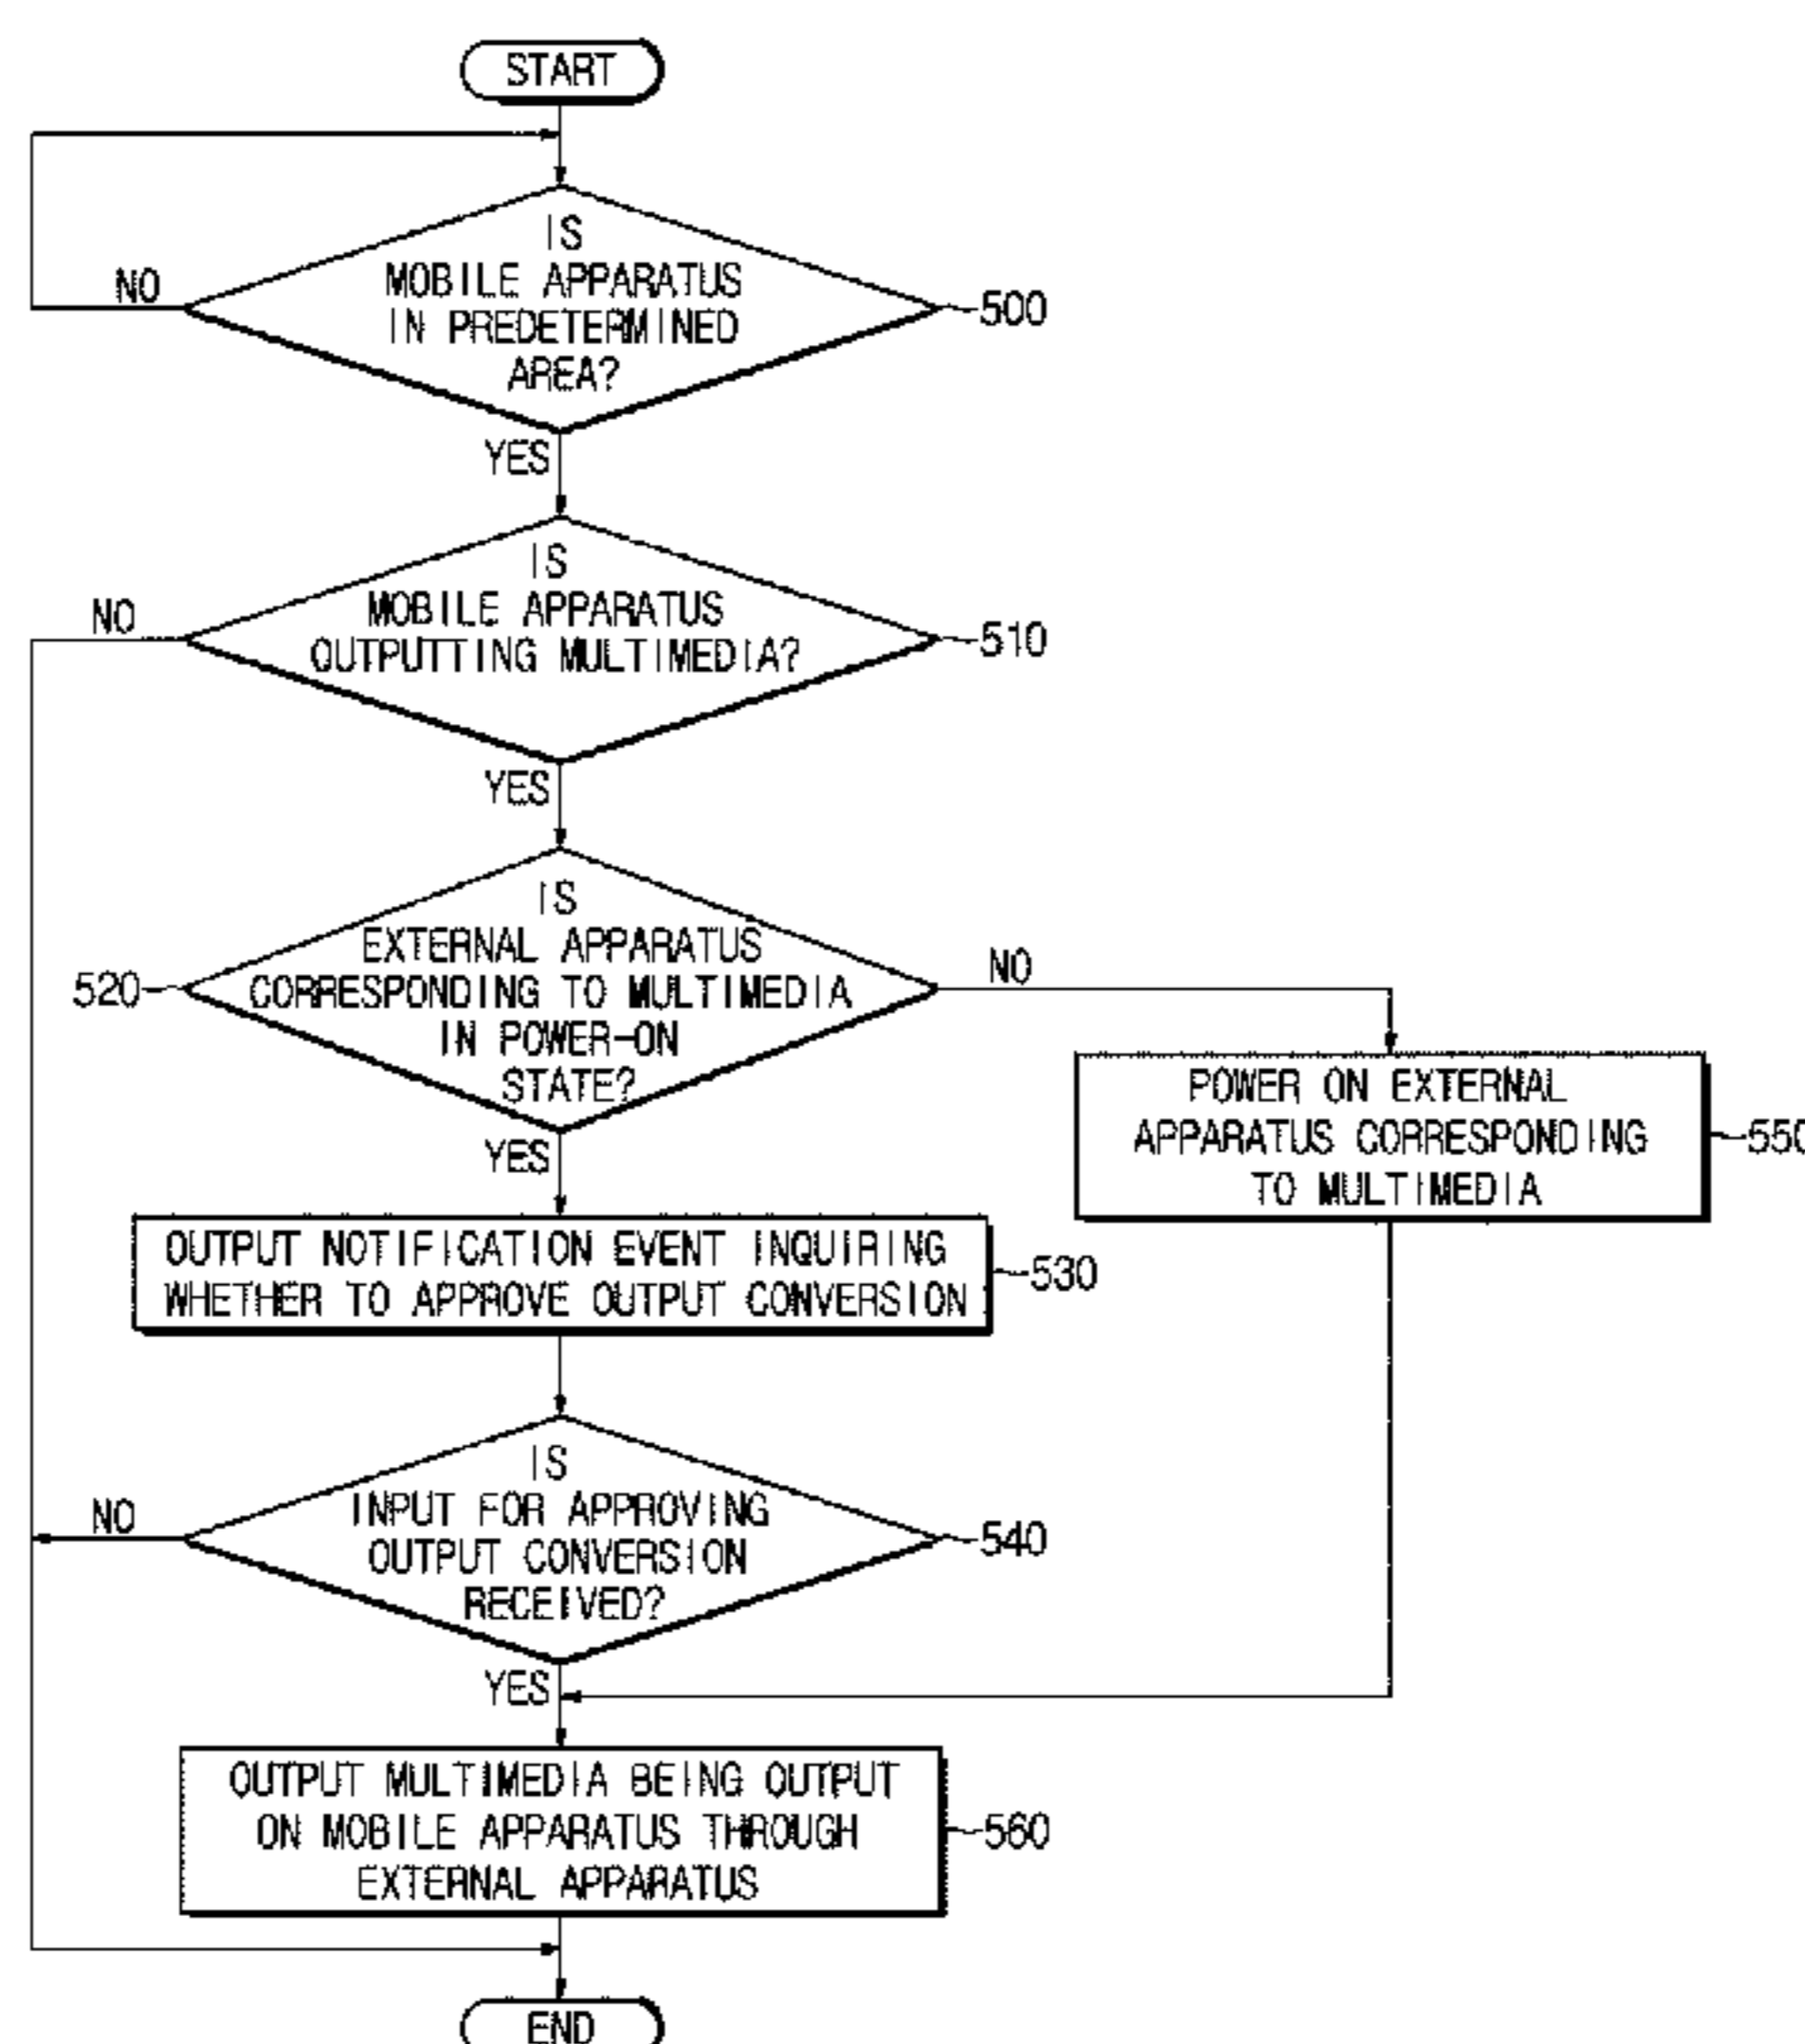 START
IS
MOBILE APPARATUS
IN PREDETERMINED
AREA?
NO
500
YES
IS
MOBILE APPARATUS
OUTPUTTING MULTIMEDIA?
NO
510
YES
IS
EXTERNAL APPARATUS
CORRESPONDING TO MULTIMEDIA
IN POWER-ON
STATE?
520
NO
POWER ON EXTERNAL
APPARATUS CORRESPONDING
TO MULTIMEDIA
550
YES
OUTPUT NOTIFICATION EVENT INQUIRING
WHETHER TO APPROVE OUTPUT CONVERSION
530
IS
INPUT FOR APPROVING
OUTPUT CONVERSION
RECEIVED?
NO
540
YES
OUTPUT MULTIMEDIA BEING OUTPUT
ON MOBILE APPARATUS THROUGH
EXTERNAL APPARATUS
560
END